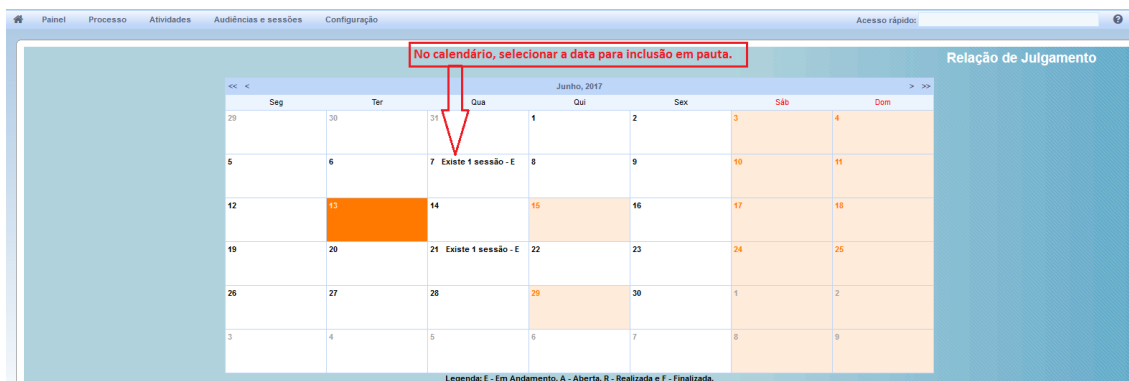 Painel Processo Atividades Audiências e sessões Configuração Acesso rápido:
No calendário, selecionar a data para inclusão em pauta.
Relação de Julgamento
<< < Junho, 2017 > >>
Seg Ter Qua Qui Sex Sáb Dom
29 30 31 1 2 3 4
5 6 7 Existe 1 sessão - E 8 9 10 11
12 13 14 15 16 17 18
19 20 21 Existe 1 sessão - E 22 23 24 25
26 27 28 29 30 1 2
3 4 5 6 7 8 9
Legenda: E - Em Andamento, A - Aberta, R - Realizada e F - Finalizada.